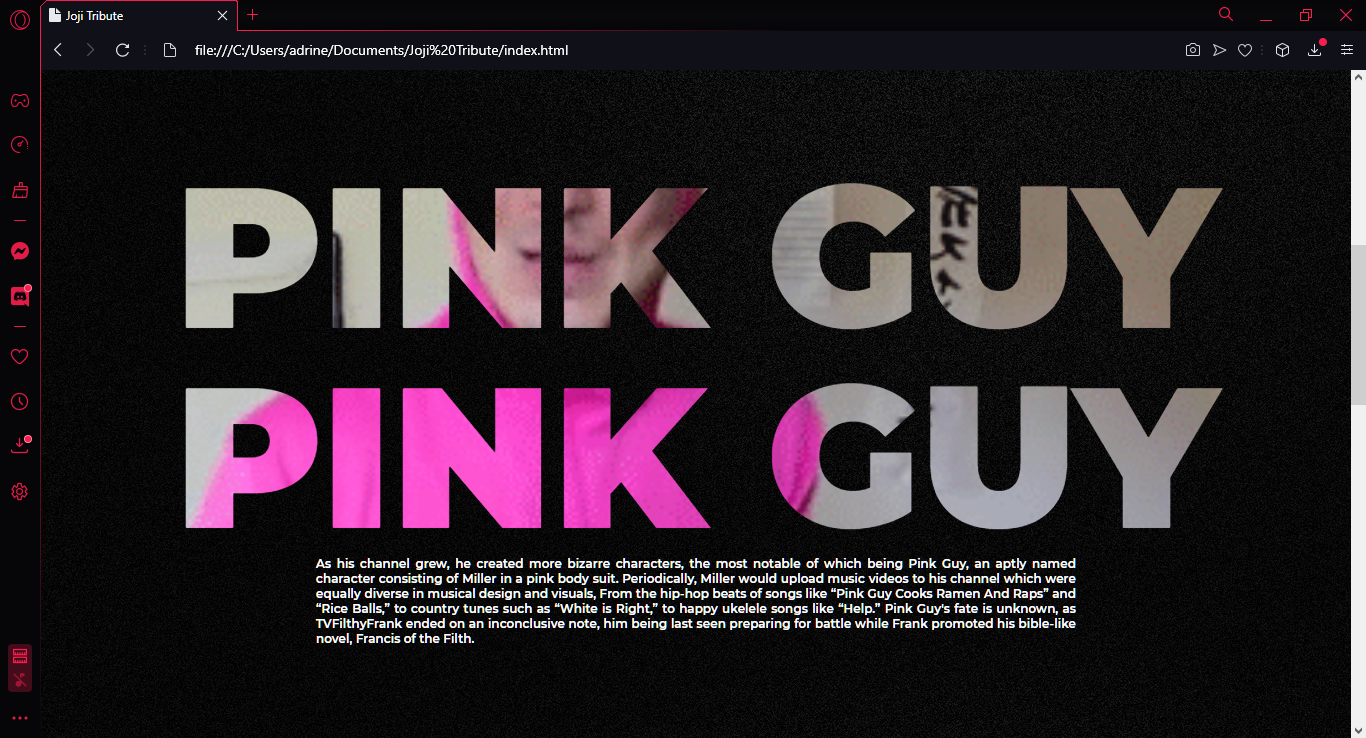 Joji Tribute
file:///C:/Users/adrine/Documents/Joji%20Tribute/index.html
PINK GUY
PINK GUY
As his channel grew, he created more bizarre characters, the most notable of which being Pink Guy, an aptly named
character consisting of Miller in a pink body suit. Periodically, Miller would upload music videos to his channel which were
equally diverse in musical design and visuals, From the hip-hop beats of songs like “Pink Guy Cooks Ramen And Raps” and
“Rice Balls,” to country tunes such as “White is Right,” to happy ukelele songs like “Help.” Pink Guy's fate is unknown, as
TVFilthyFrank ended on an inconclusive note, him being last seen preparing for battle while Frank promoted his bible-like
novel, Francis of the Filth.